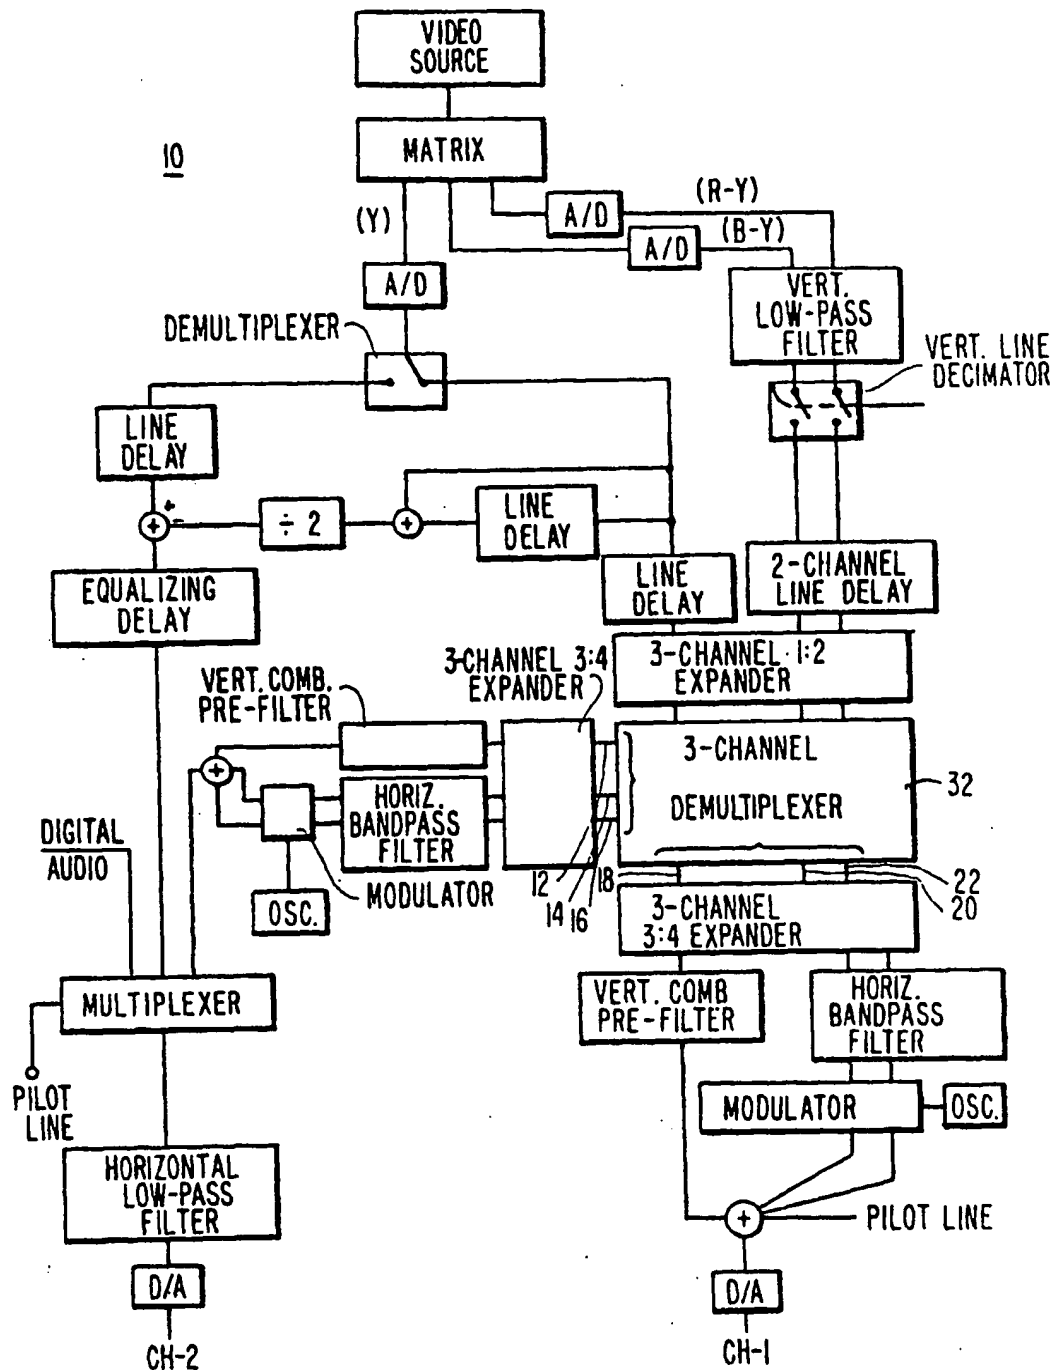 VIDEO
SOURCE
10
MATRIX
(Y)
A/D
(R-Y)
A/D
(B-Y)
A/D
VERT.
LOW-PASS
FILTER
DEMULTIPLEXER
VERT. LINE
DECIMATOR
LINE
DELAY
+
-
+
÷ 2
+
LINE
DELAY
EQUALIZING
DELAY
LINE
DELAY
2-CHANNEL
LINE DELAY
3-CHANNEL 1:2
EXPANDER
3-CHANNEL 3:4
EXPANDER
VERT. COMB.
PRE-FILTER
3-CHANNEL
DEMULTIPLEXER
32
+
HORIZ.
BANDPASS
FILTER
DIGITAL
AUDIO
MODULATOR
OSC.
12
14
16
18
22
20
3-CHANNEL
3:4 EXPANDER
MULTIPLEXER
VERT. COMB
PRE-FILTER
HORIZ.
BANDPASS
FILTER
PILOT
LINE
MODULATOR
OSC.
HORIZONTAL
LOW-PASS
FILTER
+
PILOT LINE
D/A
D/A
CH-2
CH-1